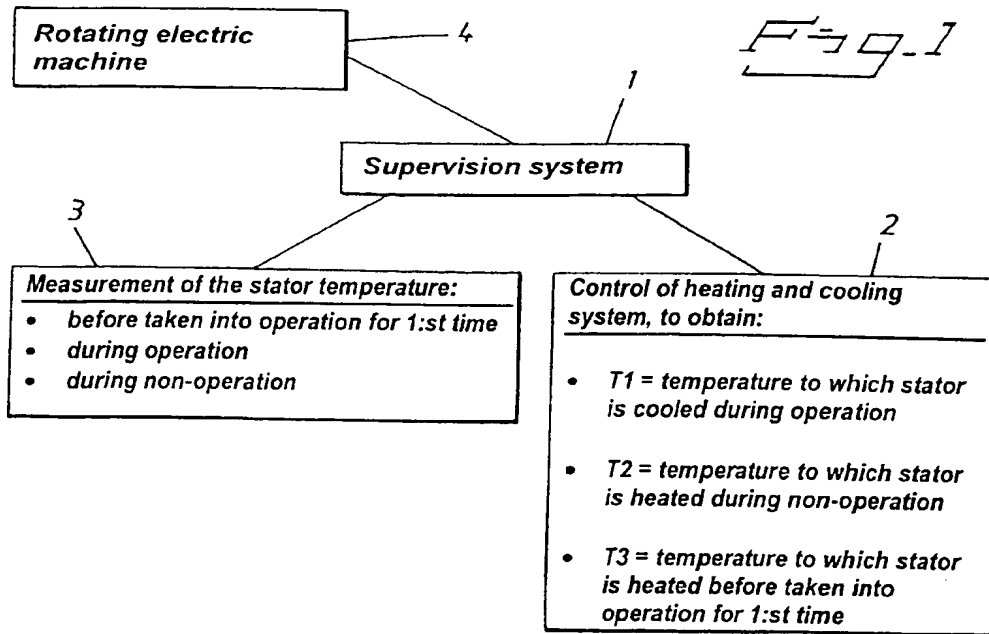 Rotating electric
machine
4
Fig. 1
1
Supervision system
3
2
Measurement of the stator temperature:
• before taken into operation for 1:st time
• during operation
• during non-operation
Control of heating and cooling
system, to obtain:
• T1 = temperature to which stator
is cooled during operation
• T2 = temperature to which stator
is heated during non-operation
• T3 = temperature to which stator
is heated before taken into
operation for 1:st time